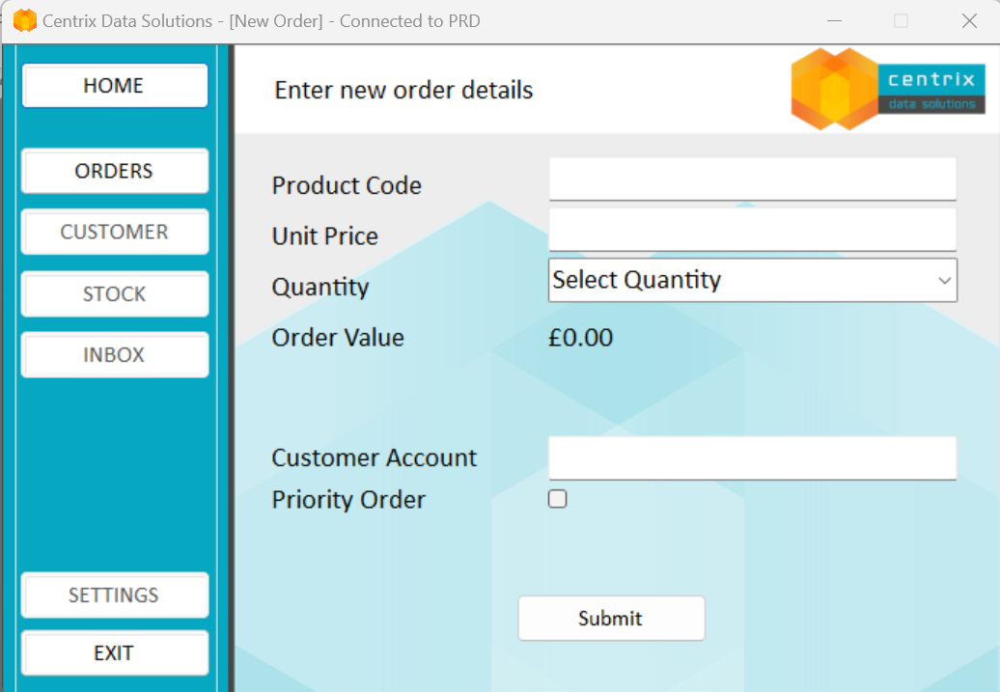 Centrix Data Solutions - [New Order] - Connected to PRD
HOME
ORDERS
CUSTOMER
STOCK
INBOX
SETTINGS
EXIT
Enter new order details
centrix
data solutions
Product Code
Unit Price
Quantity
Select Quantity
Order Value
£0.00
Customer Account
Priority Order
Submit